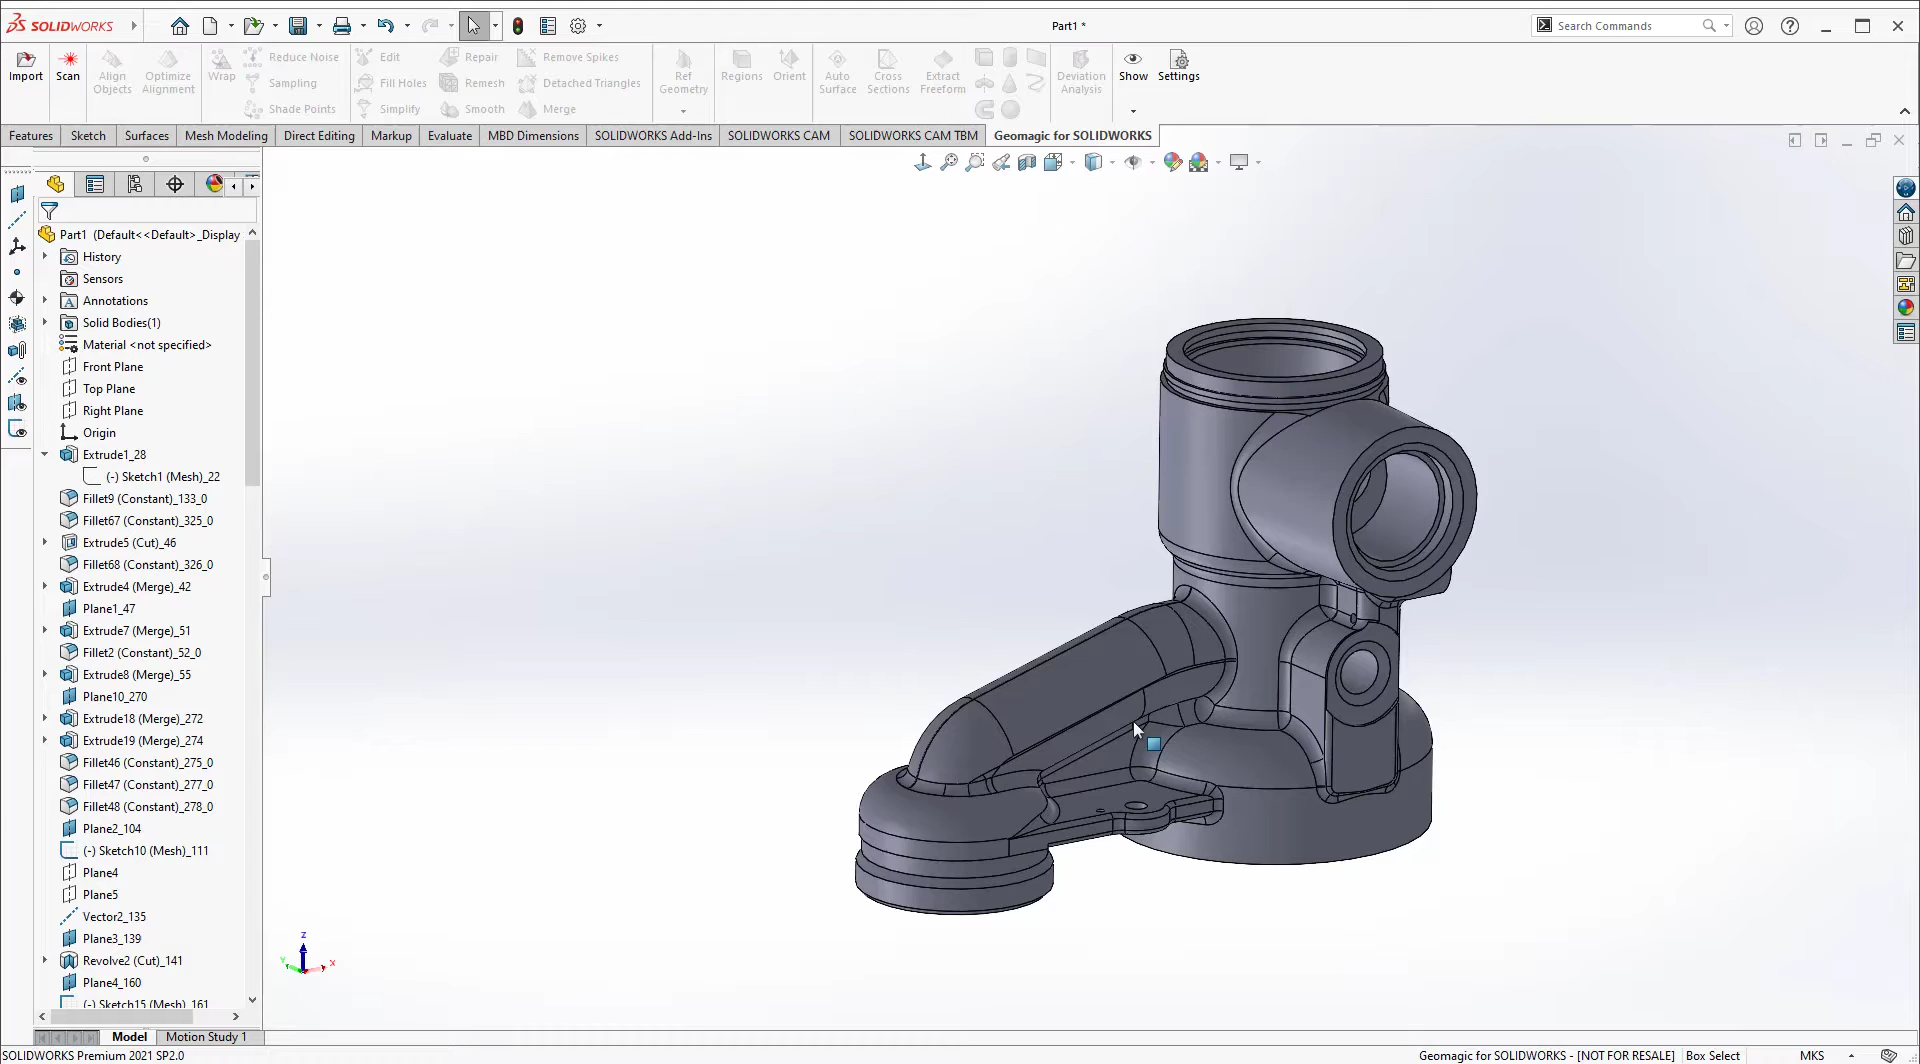 SOLIDWORKS
Part1 *
Search Commands
Import
Scan
Align Objects
Optimize Alignment
Wrap
Reduce Noise
Sampling
Shade Points
Edit
Fill Holes
Simplify
Repair
Remesh
Smooth
Remove Spikes
Detached Triangles
Merge
Ref Geometry
Regions
Orient
Auto Surface
Cross Sections
Extract Freeform
Deviation Analysis
Show
Settings
Features
Sketch
Surfaces
Mesh Modeling
Direct Editing
Markup
Evaluate
MBD Dimensions
SOLIDWORKS Add-Ins
SOLIDWORKS CAM
SOLIDWORKS CAM TBM
Geomagic for SOLIDWORKS
Part1 (Default<<Default>_Display
History
Sensors
Annotations
Solid Bodies(1)
Material <not specified>
Front Plane
Top Plane
Right Plane
Origin
Extrude1_28
(-) Sketch1 (Mesh)_22
Fillet9 (Constant)_133_0
Fillet67 (Constant)_325_0
Extrude5 (Cut)_46
Fillet68 (Constant)_326_0
Extrude4 (Merge)_42
Plane1_47
Extrude7 (Merge)_51
Fillet2 (Constant)_52_0
Extrude8 (Merge)_55
Plane10_270
Extrude18 (Merge)_272
Extrude19 (Merge)_274
Fillet46 (Constant)_275_0
Fillet47 (Constant)_277_0
Fillet48 (Constant)_278_0
Plane2_104
(-) Sketch10 (Mesh)_111
Plane4
Plane5
Vector2_135
Plane3_139
Revolve2 (Cut)_141
Plane4_160
(-) Sketch15 (Mesh)_161
Z
Y
X
Model
Motion Study 1
SOLIDWORKS Premium 2021 SP2.0
Geomagic for SOLIDWORKS - [NOT FOR RESALE]
Box Select
MKS